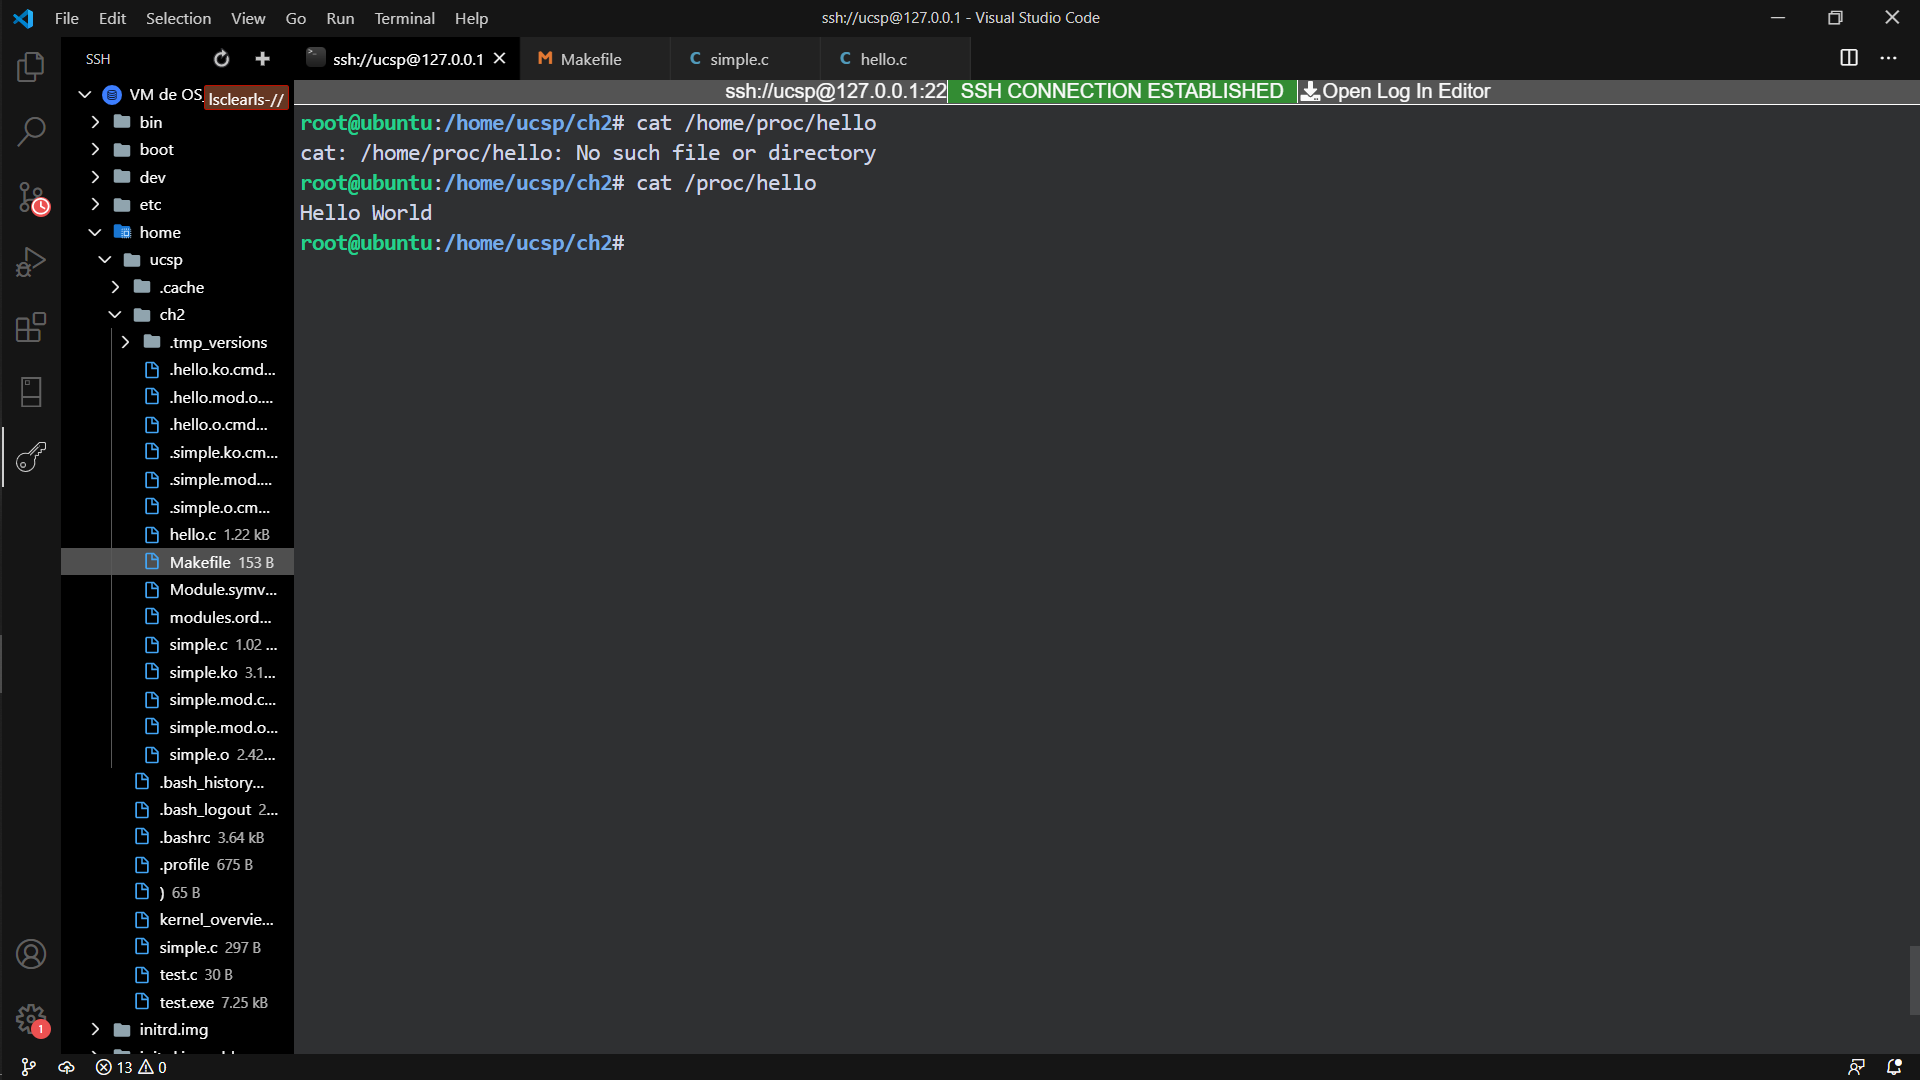 File Edit Selection View Go Run Terminal Help
ssh://ucsp@127.0.0.1 - Visual Studio Code
SSH
ssh://ucsp@127.0.0.1
M Makefile
C simple.c
C hello.c
ssh://ucsp@127.0.0.1:22 SSH CONNECTION ESTABLISHED Open Log In Editor
VM de OS
lsclearls-//
bin
boot
dev
etc
home
ucsp
.cache
ch2
.tmp_versions
.hello.ko.cmd...
.hello.mod.o....
.hello.o.cmd...
.simple.ko.cm...
.simple.mod....
.simple.o.cm...
hello.c 1.22 kB
Makefile 153 B
Module.symv...
modules.ord...
simple.c 1.02 ...
simple.ko 3.1...
simple.mod.c...
simple.mod.o...
simple.o 2.42...
.bash_history...
.bash_logout 2...
.bashrc 3.64 kB
.profile 675 B
) 65 B
kernel_overvie...
simple.c 297 B
test.c 30 B
test.exe 7.25 kB
initrd.img
root@ubuntu:/home/ucsp/ch2# cat /home/proc/hello
cat: /home/proc/hello: No such file or directory
root@ubuntu:/home/ucsp/ch2# cat /proc/hello
Hello World
root@ubuntu:/home/ucsp/ch2#
1
13 0